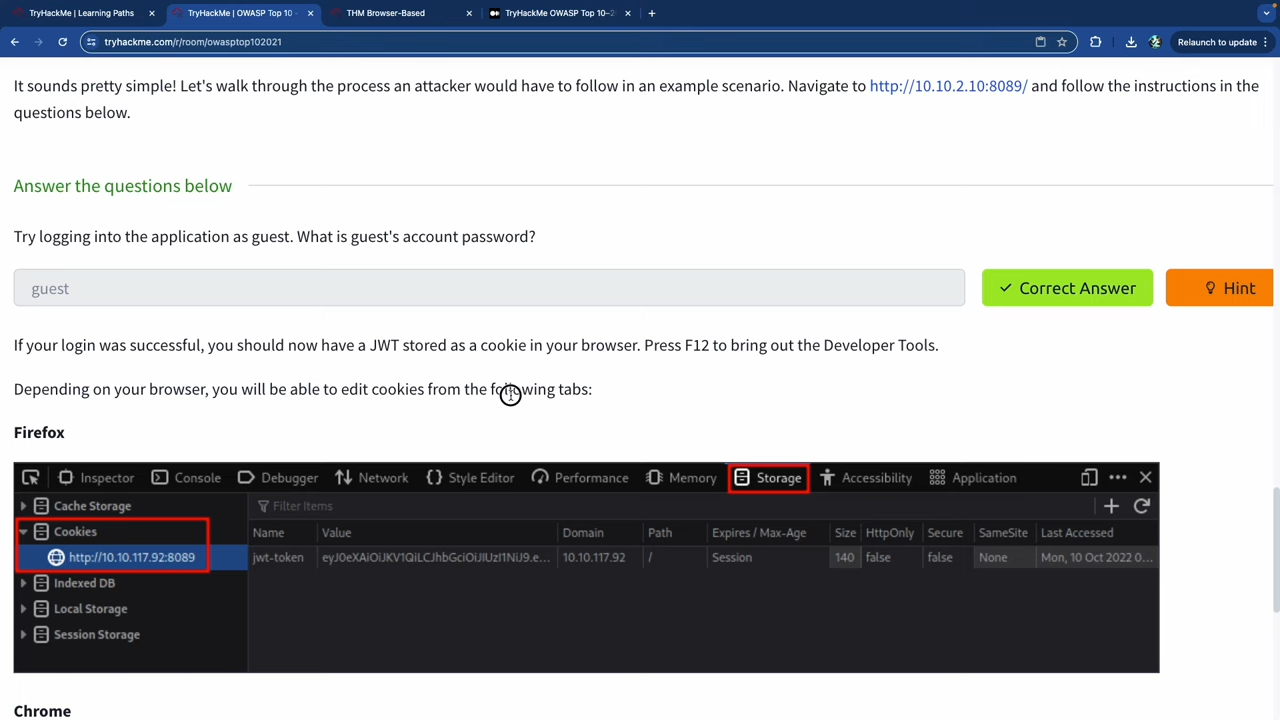 TryHackMe | Learning Paths
TryHackMe | OWASP Top 10 -
THM Browser-Based
TryHackMe OWASP Top 10–2
tryhackme.com/r/room/owasptop102021
Relaunch to update
It sounds pretty simple! Let's walk through the process an attacker would have to follow in an example scenario. Navigate to http://10.10.2.10:8089/ and follow the instructions in the
questions below.
Answer the questions below
Try logging into the application as guest. What is guest's account password?
guest
Correct Answer
Hint
If your login was successful, you should now have a JWT stored as a cookie in your browser. Press F12 to bring out the Developer Tools.
Depending on your browser, you will be able to edit cookies from the following tabs:
Firefox
Inspector Console Debugger Network Style Editor Performance Memory Storage Accessibility Application
Cache Storage
Filter Items
Cookies
Name Value Domain Path Expires / Max-Age Size HttpOnly Secure SameSite Last Accessed
http://10.10.117.92:8089
jwt-token eyJ0eXAiOiJKV1QiLCJhbGciOiJIUzI1NiJ9.e... 10.10.117.92 / Session 140 false false None Mon, 10 Oct 2022 0...
Indexed DB
Local Storage
Session Storage
Chrome